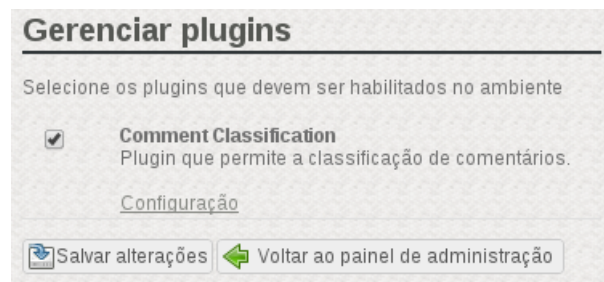 Gerenciar plugins
Selecione os plugins que devem ser habilitados no ambiente
Comment Classification
Plugin que permite a classificação de comentários.
Configuração
Salvar alterações Voltar ao painel de administração